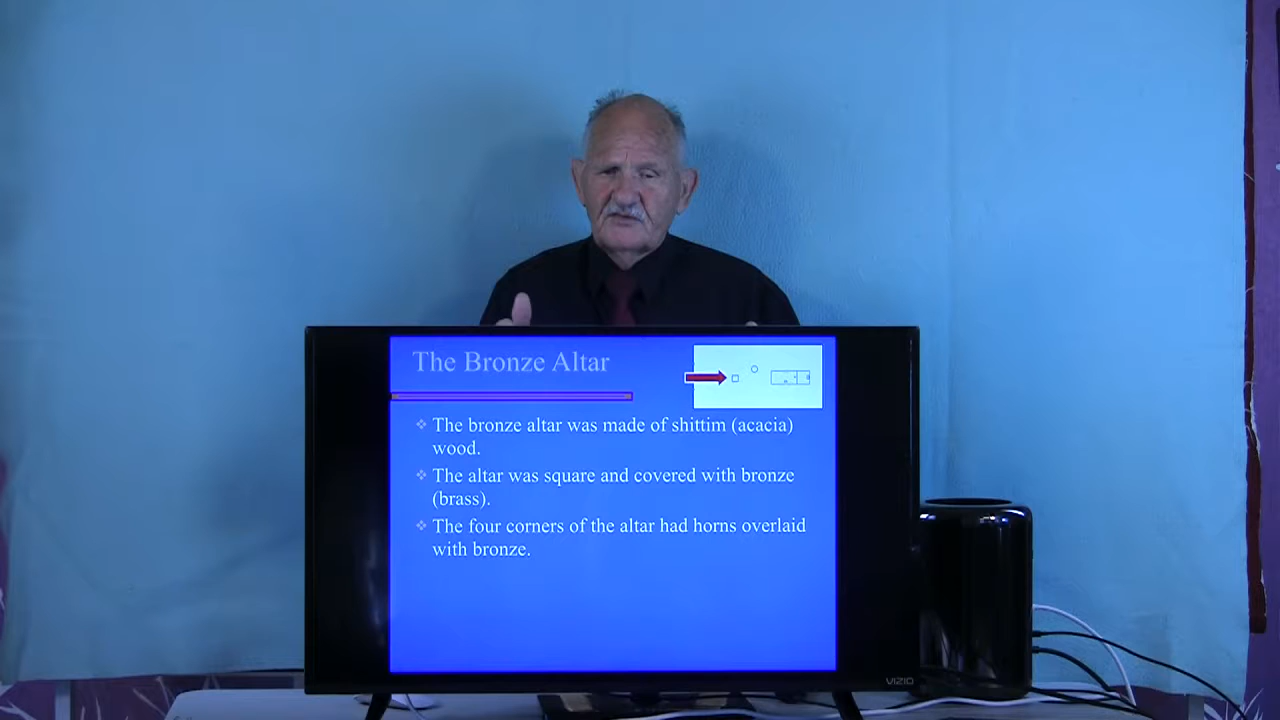 The Bronze Altar
The bronze altar was made of shittim (acacia)
wood.
The altar was square and covered with bronze
(brass).
The four corners of the altar had horns overlaid
with bronze.
VIZIO